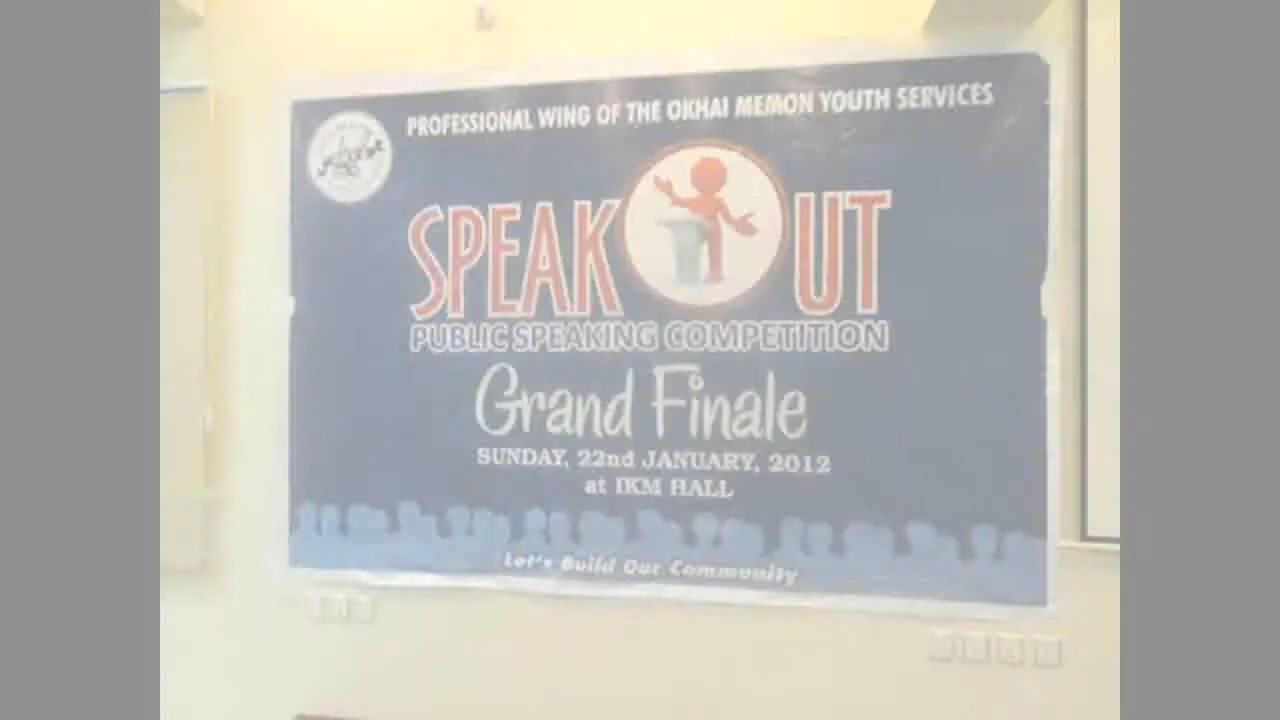 PROFESSIONAL WING OF THE OKHAI MEMON YOUTH SERVICES
SPEAK OUT
PUBLIC SPEAKING COMPETITION
Grand Finale
SUNDAY, 22nd JANUARY, 2012
at IKM HALL
Let's Build Our Community